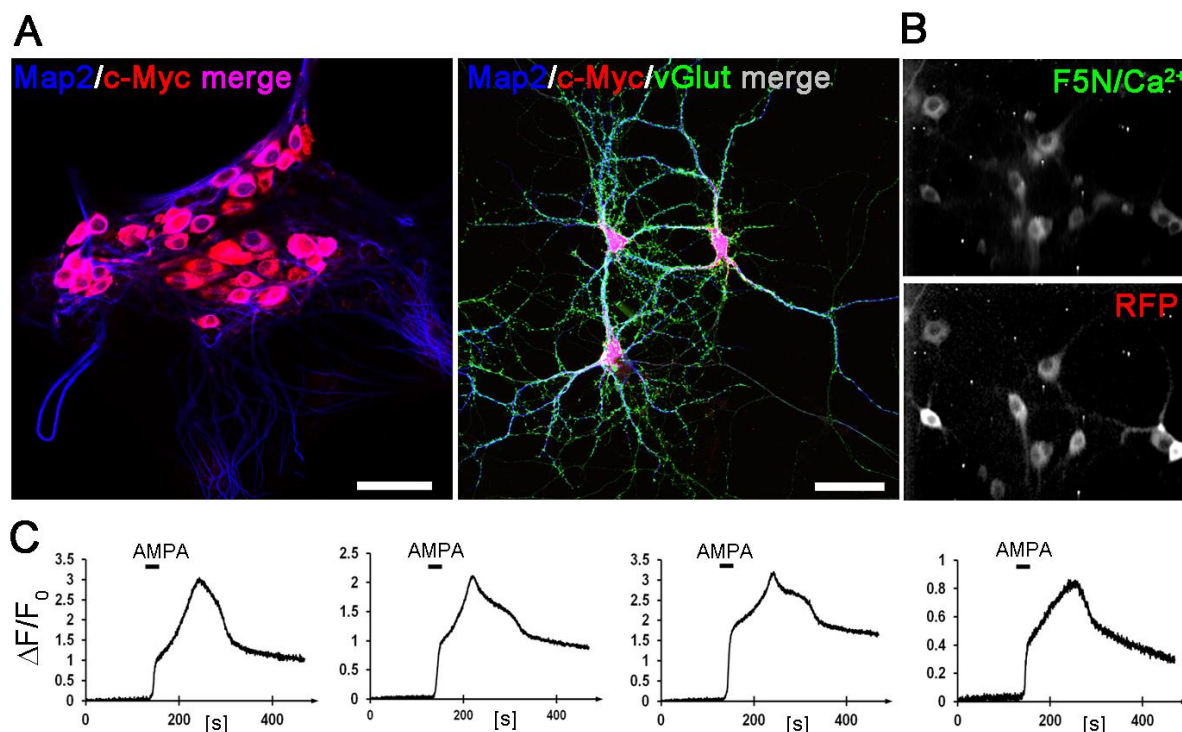 A
B
Map2/c-Myc merge
Map2/c-Myc/vGlut merge
F5N/Ca²⁺
RFP
C
AMPA
AMPA
AMPA
AMPA
ΔF/F₀
3.5
3
2.5
2
1.5
1
0.5
0
0 200 400
[s]
2.5
2
1.5
1
0.5
0
0 200 400
[s]
3.5
3
2.5
2
1.5
1
0.5
0
0 200 400
[s]
1
0.8
0.6
0.4
0.2
0
0 200 400
[s]